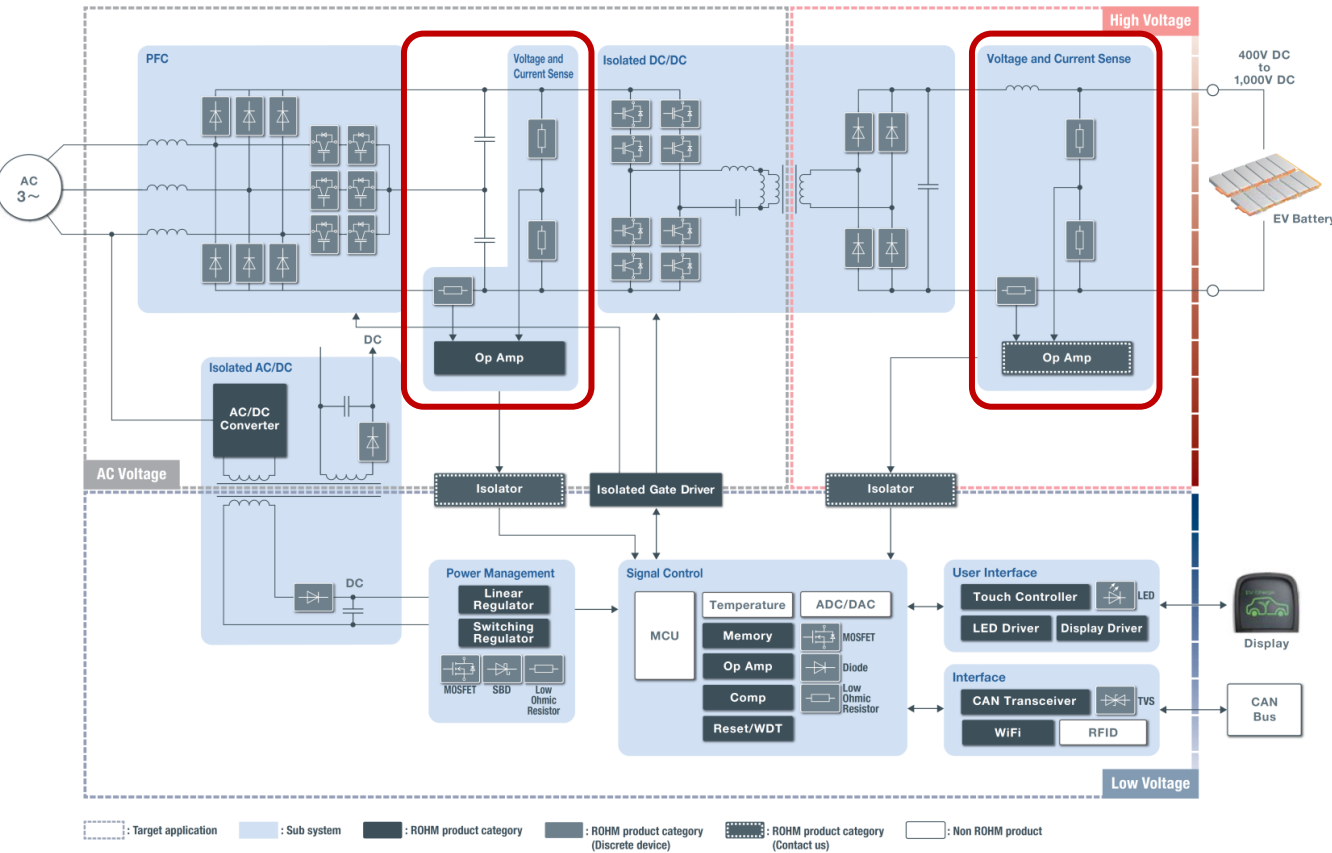 High Voltage
PFC
Voltage and
Current Sense
Isolated DC/DC
Voltage and Current Sense
400V DC
to
1,000V DC
AC
3~
EV Battery
Op Amp
Op Amp
DC
Isolated AC/DC
AC/DC
Converter
AC Voltage
Isolator
Isolated Gate Driver
Isolator
DC
Power Management
Linear
Regulator
Switching
Regulator
MOSFET
SBD
Low
Ohmic
Resistor
Signal Control
MCU
Temperature
ADC/DAC
Memory
MOSFET
Op Amp
Diode
Comp
Low
Ohmic
Resistor
Reset/WDT
User Interface
Touch Controller
LED
LED Driver
Display Driver
Display
Interface
CAN Transceiver
TVS
WiFi
RFID
CAN
Bus
Low Voltage
: Target application
: Sub system
: ROHM product category
: ROHM product category
(Discrete device)
: ROHM product category
(Contact us)
: Non ROHM product